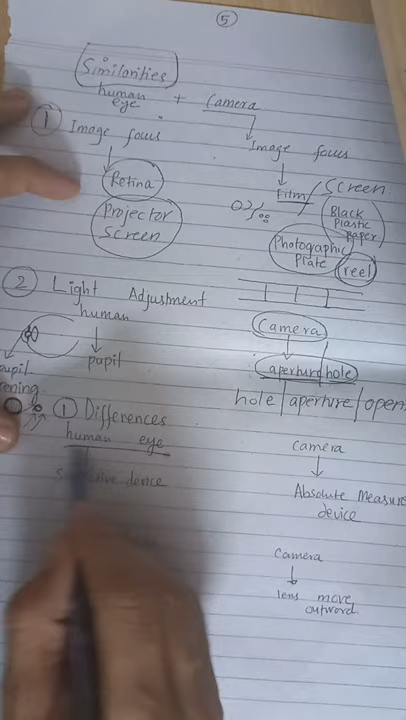 5
Similarities
human eye + Camera
1 Image focus
Image focus
Retina
Film / Screen
Projector Screen
Black Plastic paper
Photographic Plate
reel
2 Light Adjustment
human
pupil
Camera
aperture hole
hole | aperture | open
pupil
1 Differences
human eye
camera
device
Absolute Measure
device
Camera
lens move
outword.